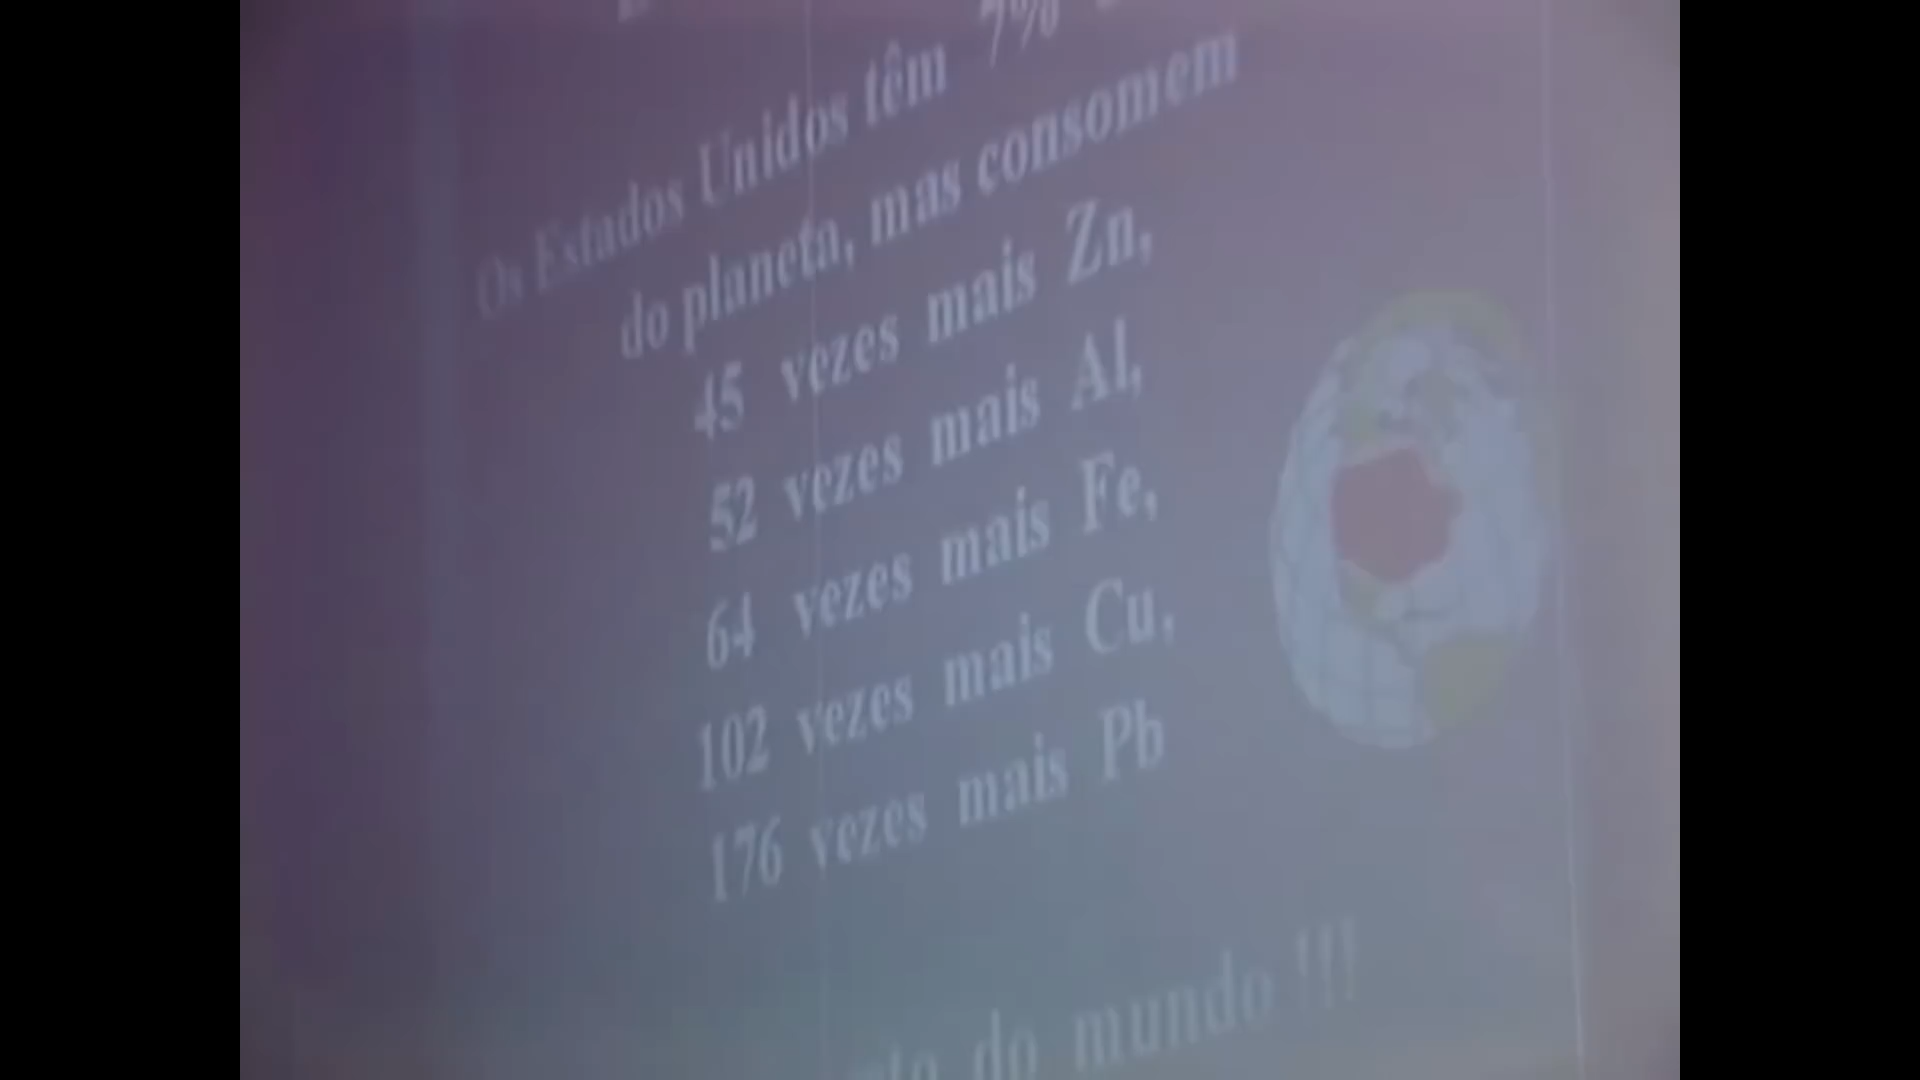 Os Estados Unidos têm 7%
do planeta, mas consomem
45 vezes mais Zn,
52 vezes mais Al,
64 vezes mais Fe,
102 vezes mais Cu,
176 vezes mais Pb
do mundo !!!